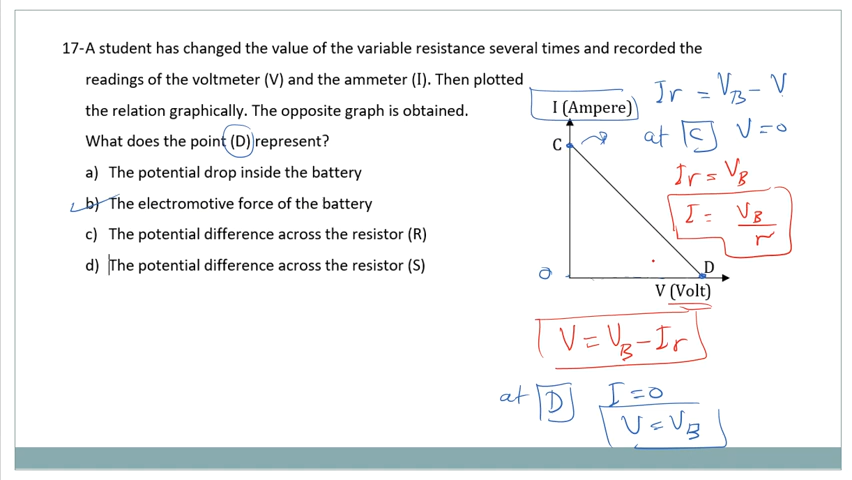 17-A student has changed the value of the variable resistance several times and recorded the
readings of the voltmeter (V) and the ammeter (I). Then plotted
the relation graphically. The opposite graph is obtained.
What does the point (D) represent?
a) The potential drop inside the battery
b) The electromotive force of the battery
c) The potential difference across the resistor (R)
d) The potential difference across the resistor (S)
I (Ampere)
C
0
D
V (Volt)
Ir = V_B - V
at C V=0
Ir = V_B
I = V_B / r
V = V_B - Ir
at D I=0
V = V_B